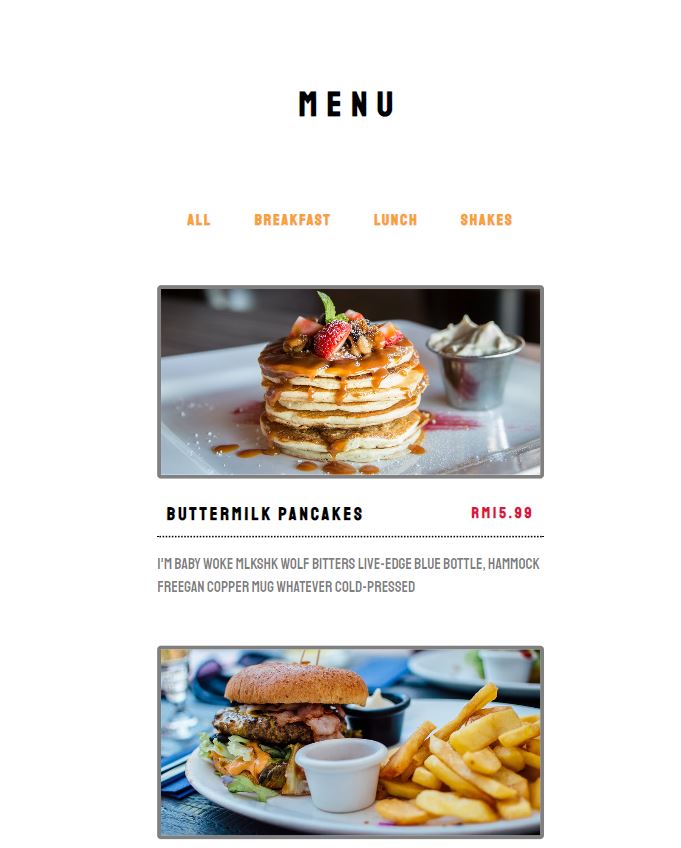 MENU
ALL BREAKFAST LUNCH SHAKES
BUTTERMILK PANCAKES RM15.99
I'M BABY WOKE MLKSHK WOLF BITTERS LIVE-EDGE BLUE BOTTLE, HAMMOCK
FREEGAN COPPER MUG WHATEVER COLD-PRESSED